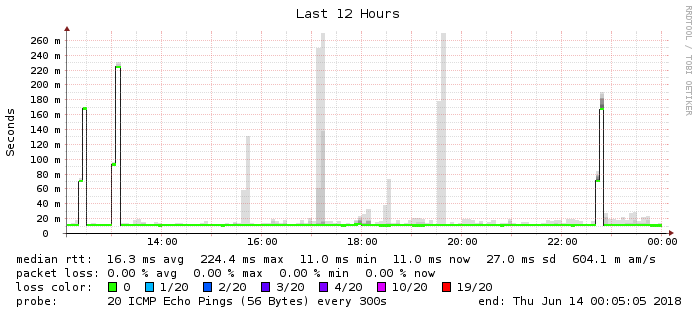 Last 12 Hours
RRDTOOL / TOBI OETIKER
Seconds
260 m
240 m
220 m
200 m
180 m
160 m
140 m
120 m
100 m
80 m
60 m
40 m
20 m
0
14:00 16:00 18:00 20:00 22:00 00:00
median rtt: 16.3 ms avg 224.4 ms max 11.0 ms min 11.0 ms now 27.0 ms sd 604.1 m am/s
packet loss: 0.00 % avg 0.00 % max 0.00 % min 0.00 % now
loss color: 0 1/20 2/20 3/20 4/20 10/20 19/20
probe: 20 ICMP Echo Pings (56 Bytes) every 300s end: Thu Jun 14 00:05:05 2018